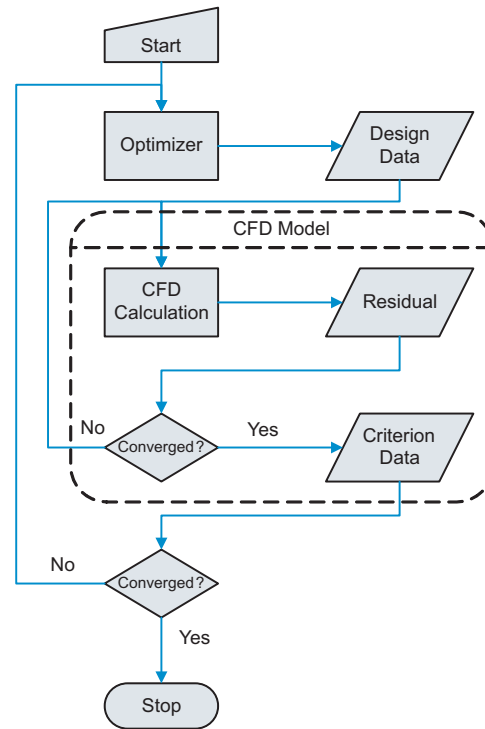 Start
Optimizer
Design
Data
CFD Model
CFD
Calculation
Residual
No
Converged?
Yes
Criterion
Data
No
Converged?
Yes
Stop